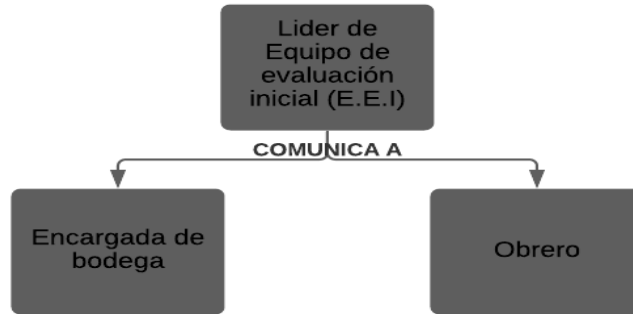 Lider de
Equipo de
evaluación
inicial (E.E.I)
COMUNICA A
Encargada de
bodega
Obrero